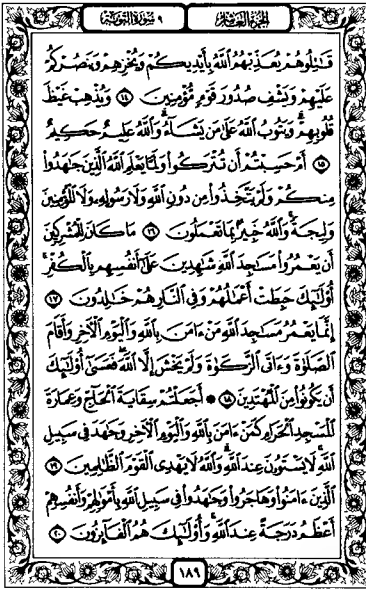 الجزء العاشر ٩ سورة التوبة
قَٰتِلُوهُمْ يُعَذِّبْهُمُ ٱللَّهُ بِأَيْدِيكُمْ وَيُخْزِهِمْ وَيَنصُرْكُمْ
عَلَيْهِمْ وَيَشْفِ صُدُورَ قَوْمٍ مُّؤْمِنِينَ ١٤ وَيُذْهِبْ غَيْظَ
قُلُوبِهِمْ ۗ وَيَتُوبُ ٱللَّهُ عَلَىٰ مَن يَشَآءُ ۗ وَٱللَّهُ عَلِيمٌ حَكِيمٌ
١٥ أَمْ حَسِبْتُمْ أَن تُتْرَكُوا۟ وَلَمَّا يَعْلَمِ ٱللَّهُ ٱلَّذِينَ جَٰهَدُوا۟
مِنكُمْ وَلَمْ يَتَّخِذُوا۟ مِن دُونِ ٱللَّهِ وَلَا رَسُولِهِۦ وَلَا ٱلْمُؤْمِنِينَ
وَلِيجَةً ۚ وَٱللَّهُ خَبِيرٌۢ بِمَا تَعْمَلُونَ ١٦ مَا كَانَ لِلْمُشْرِكِينَ
أَن يَعْمُرُوا۟ مَسَٰجِدَ ٱللَّهِ شَٰهِدِينَ عَلَىٰٓ أَنفُسِهِم بِٱلْكُفْرِ ۚ
أُو۟لَٰٓئِكَ حَبِطَتْ أَعْمَٰلُهُمْ وَفِى ٱلنَّارِ هُمْ خَٰلِدُونَ ١٧
إِنَّمَا يَعْمُرُ مَسَٰجِدَ ٱللَّهِ مَنْ ءَامَنَ بِٱللَّهِ وَٱلْيَوْمِ ٱلْءَاخِرِ وَأَقَامَ
ٱلصَّلَوٰةَ وَءَاتَى ٱلزَّكَوٰةَ وَلَمْ يَخْشَ إِلَّا ٱللَّهَ ۖ فَعَسَىٰٓ أُو۟لَٰٓئِكَ
أَن يَكُونُوا۟ مِنَ ٱلْمُهْتَدِينَ ١٨ ۞ أَجَعَلْتُمْ سِقَايَةَ ٱلْحَآجِّ وَعِمَارَةَ
ٱلْمَسْجِدِ ٱلْحَرَامِ كَمَنْ ءَامَنَ بِٱللَّهِ وَٱلْيَوْمِ ٱلْءَاخِرِ وَجَٰهَدَ فِى سَبِيلِ
ٱللَّهِ ۚ لَا يَسْتَوُۥنَ عِندَ ٱللَّهِ ۗ وَٱللَّهُ لَا يَهْدِى ٱلْقَوْمَ ٱلظَّٰلِمِينَ ١٩
ٱلَّذِينَ ءَامَنُوا۟ وَهَاجَرُوا۟ وَجَٰهَدُوا۟ فِى سَبِيلِ ٱللَّهِ بِأَمْوَٰلِهِمْ وَأَنفُسِهِمْ
أَعْظَمُ دَرَجَةً عِندَ ٱللَّهِ ۚ وَأُو۟لَٰٓئِكَ هُمُ ٱلْفَآئِزُونَ ٢٠
١٨٩